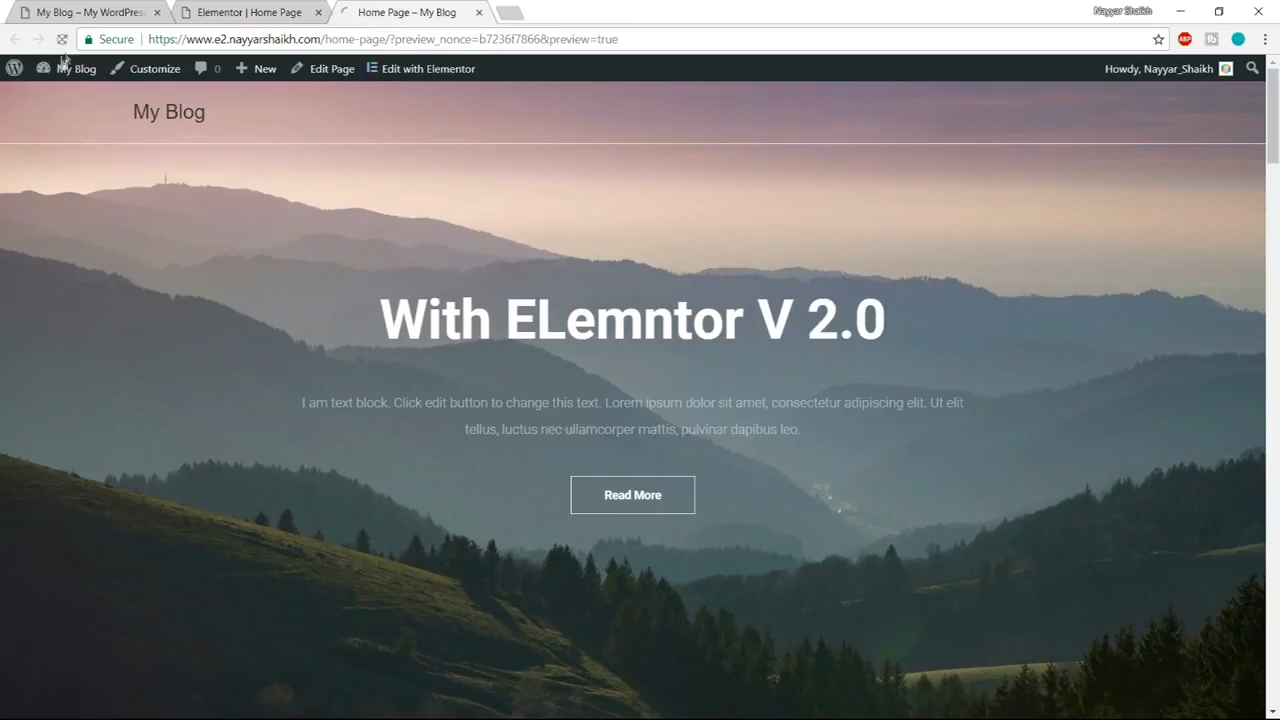 My Blog – My WordPress
Elementor | Home Page
Home Page – My Blog
Nayyar Shaikh
Secure
https://www.e2.nayyarshaikh.com/home-page/?preview_nonce=b7236f7866&preview=true
ABP
My Blog
Customize
0
New
Edit Page
Edit with Elementor
Howdy, Nayyar_Shaikh
My Blog
With ELemntor V 2.0
I am text block. Click edit button to change this text. Lorem ipsum dolor sit amet, consectetur adipiscing elit. Ut elit
tellus, luctus nec ullamcorper mattis, pulvinar dapibus leo.
Read More